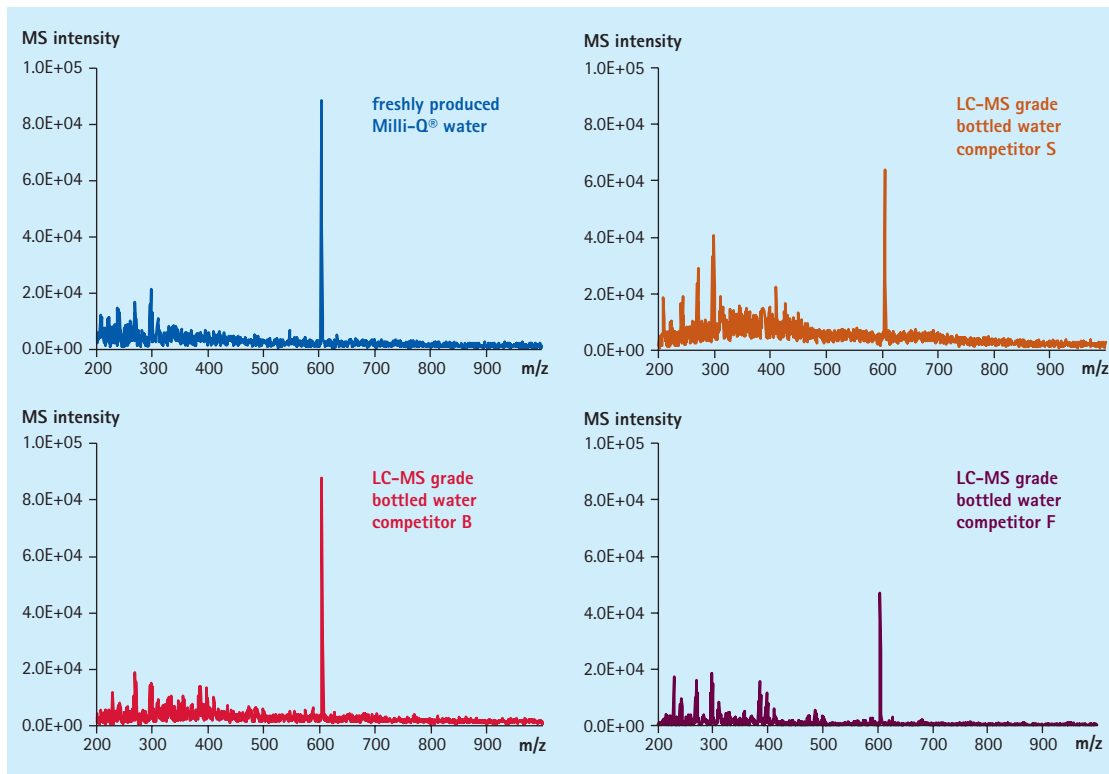 MS intensity
1.0E+05
8.0E+04
6.0E+04
4.0E+04
2.0E+04
0.0E+00
200 300 400 500 600 700 800 900 m/z
freshly produced
Milli-Q® water
MS intensity
1.0E+05
8.0E+04
6.0E+04
4.0E+04
2.0E+04
0.0E+00
200 300 400 500 600 700 800 900 m/z
LC-MS grade
bottled water
competitor S
MS intensity
1.0E+05
8.0E+04
6.0E+04
4.0E+04
2.0E+04
0.0E+00
200 300 400 500 600 700 800 900 m/z
LC-MS grade
bottled water
competitor B
MS intensity
1.0E+05
8.0E+04
6.0E+04
4.0E+04
2.0E+04
0.0E+00
200 300 400 500 600 700 800 900 m/z
LC-MS grade
bottled water
competitor F